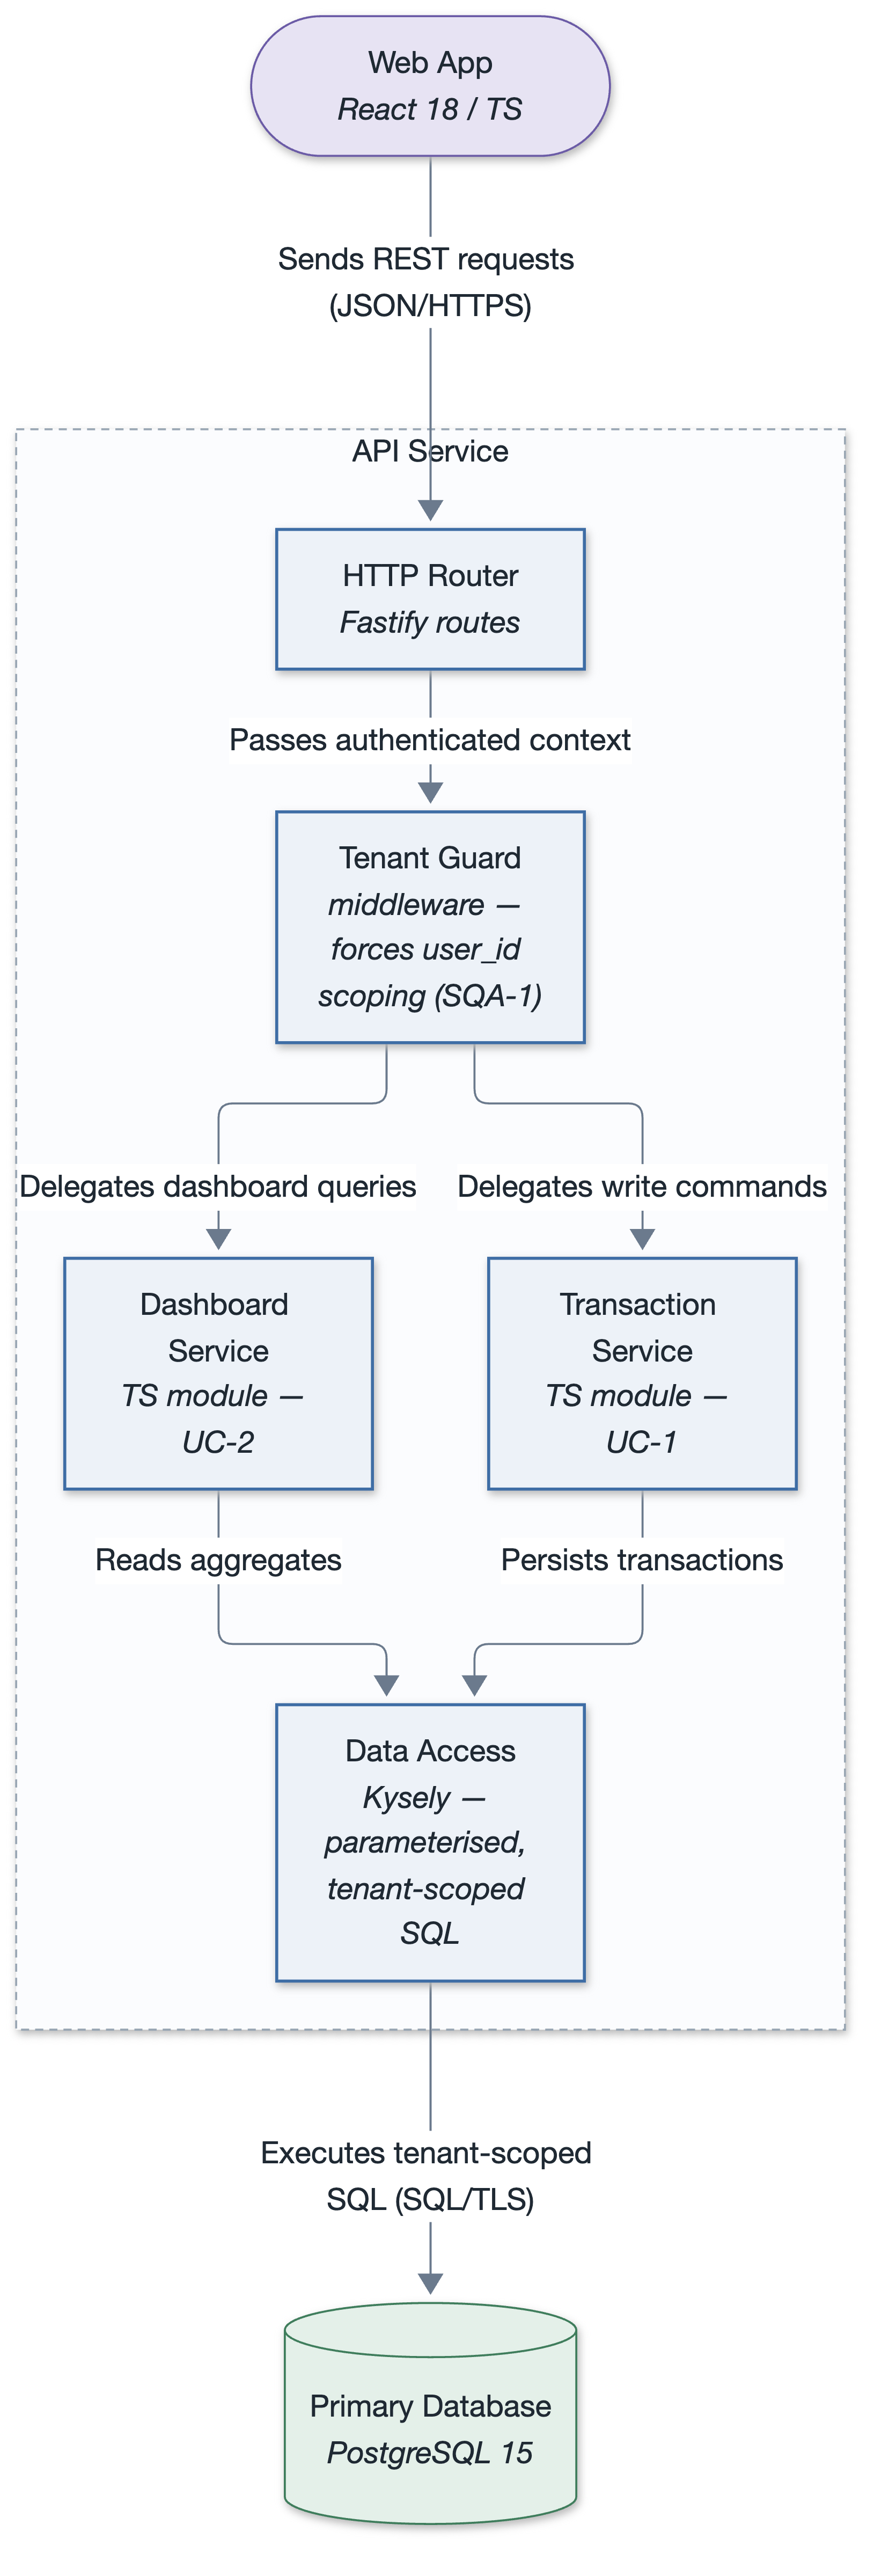 Web App
React 18 / TS
Sends REST requests
(JSON/HTTPS)
API Service
HTTP Router
Fastify routes
Passes authenticated context
Tenant Guard
middleware —
forces user_id
scoping (SQA-1)
Delegates dashboard queries
Delegates write commands
Dashboard
Service
TS module —
UC-2
Transaction
Service
TS module —
UC-1
Reads aggregates
Persists transactions
Data Access
Kysely —
parameterised,
tenant-scoped
SQL
Executes tenant-scoped
SQL (SQL/TLS)
Primary Database
PostgreSQL 15